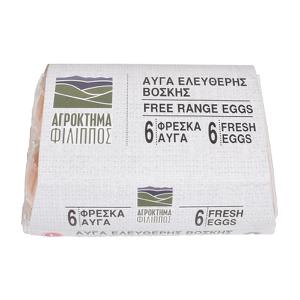 ΑΓΡΟΚΤΗΜΑ
ΦΙΛΙΠΠΟΣ
ΑΥΓΑ ΕΛΕΥΘΕΡΗΣ
ΒΟΣΚΗΣ
FREE RANGE EGGS
6 ΦΡΕΣΚΑ
ΑΥΓΑ
6 FRESH
EGGS
6 ΦΡΕΣΚΑ
ΑΥΓΑ
6 FRESH
EGGS
ΑΥΓΑ ΕΛΕΥΘΕΡΗΣ ΒΟΣΚΗΣ